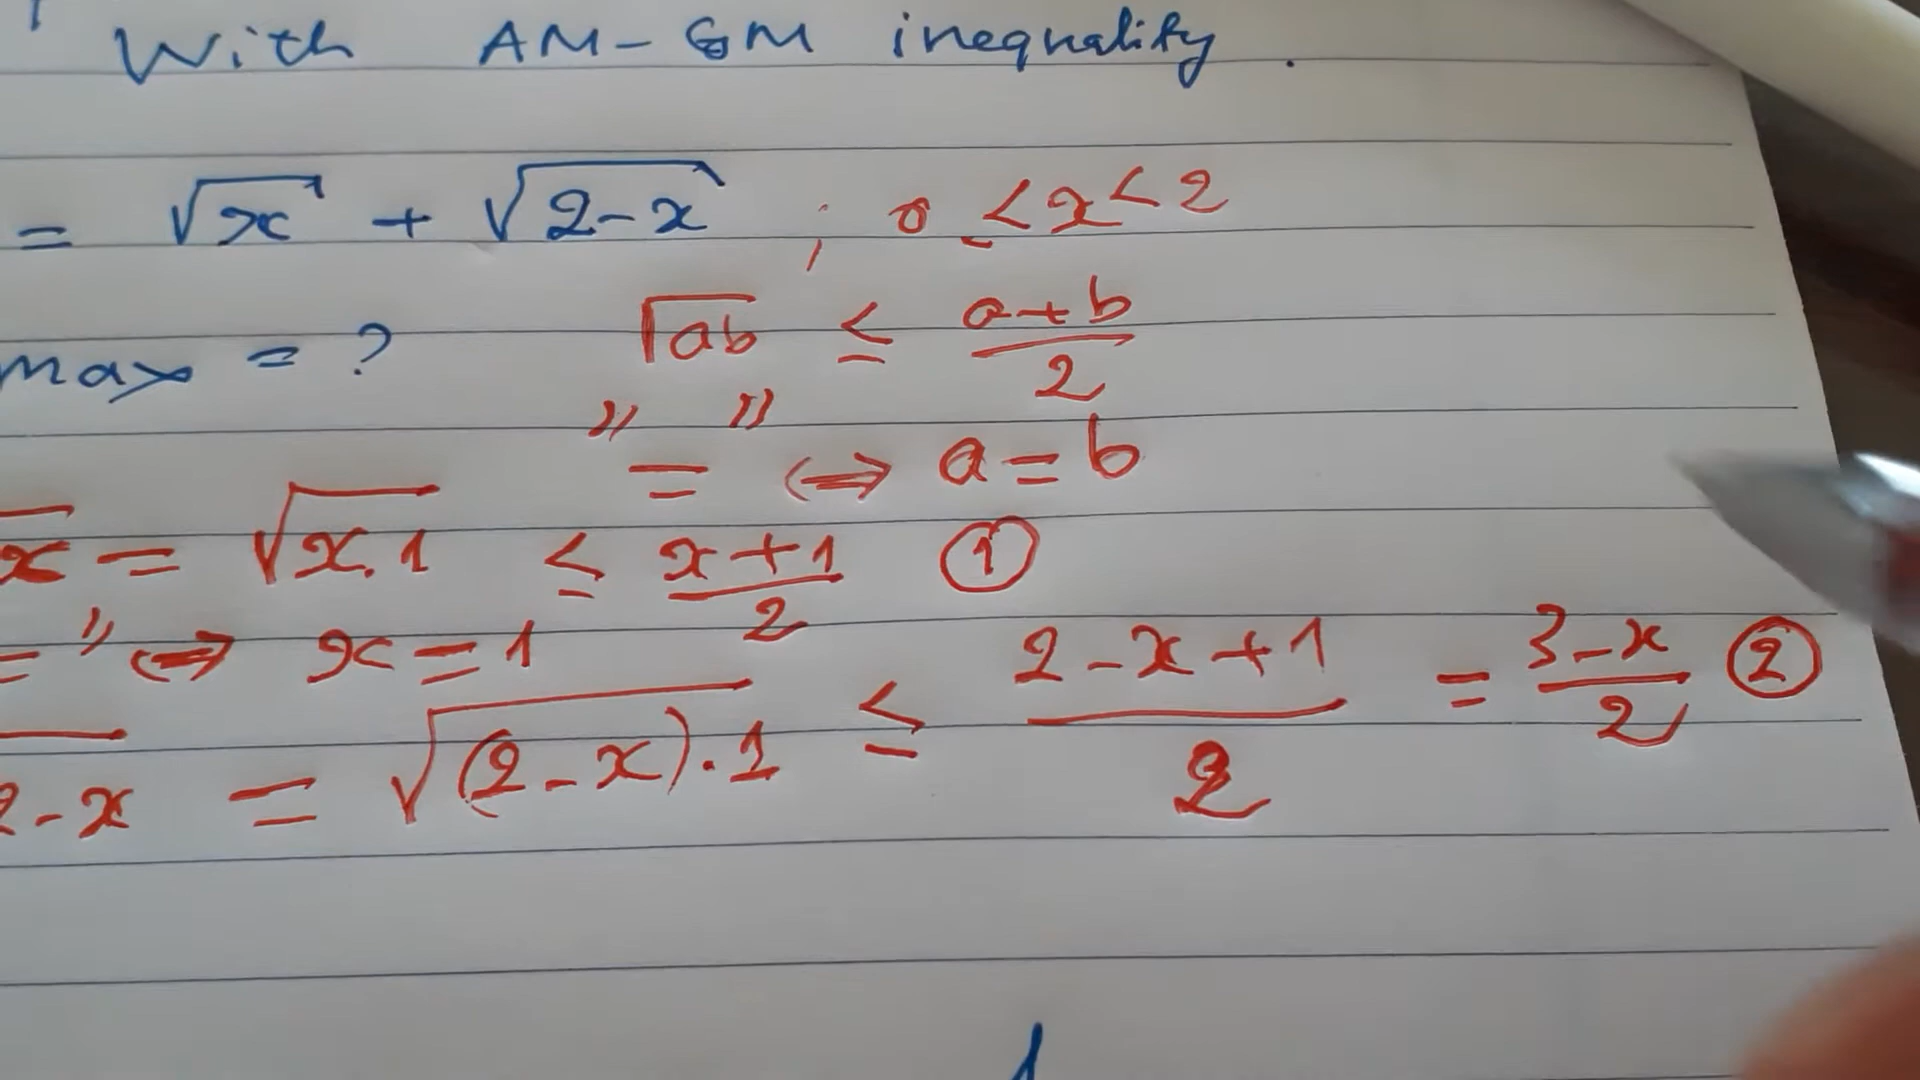 With AM-GM inequality.
= √x + √(2-x) ; 0 < x < 2
max = ? √ab ≤ (a+b)/2
" = " ⇔ a = b
√x = √(x.1) ≤ (x+1)/2 ①
=" ⇔ x = 1
√(2-x) = √((2-x).1) ≤ (2-x+1)/2 = (3-x)/2 ②